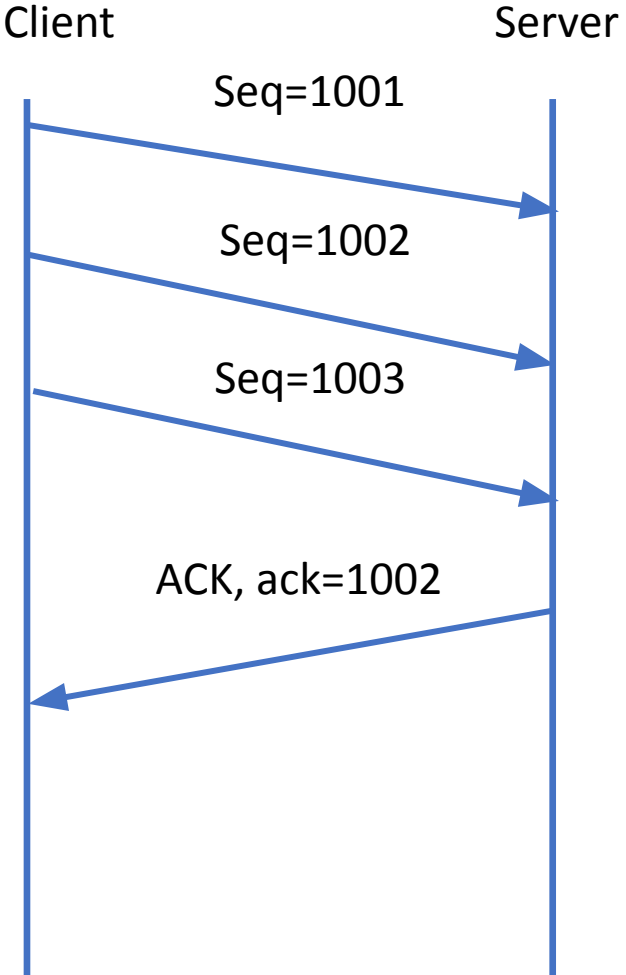 Client Server
Seq=1001
Seq=1002
Seq=1003
ACK, ack=1002